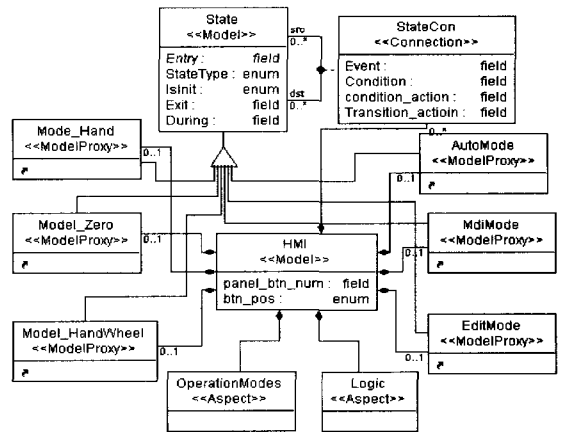 State
<<Model>>
Entry : field
StateType : enum
IsInit : enum
Exit : field
During : field
src
0..*
dst
0..*
StateCon
<<Connection>>
Event : field
Condition : field
condition_action : field
Transition_actioin : field
0..*
Mode_Hand
<<ModelProxy>>
0..1
AutoMode
<<ModelProxy>>
0..1
Model_Zero
<<ModelProxy>>
0..1
HMI
<<Model>>
panel_btn_num : field
btn_pos : enum
MdiMode
<<ModelProxy>>
0..1
Model_HandWheel
<<ModelProxy>>
0..1
EditMode
<<ModelProxy>>
0..1
OperationModes
<<Aspect>>
Logic
<<Aspect>>